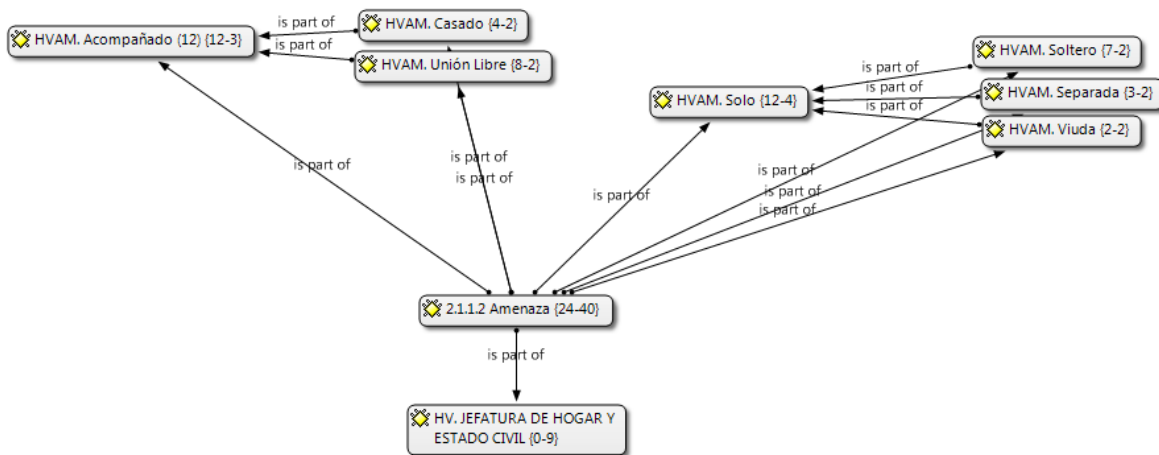 HVAM. Casado {4-2}
is part of
HVAM. Acompañado (12) {12-3}
is part of
HVAM. Unión Libre {8-2}
HVAM. Soltero {7-2}
is part of
HVAM. Solo {12-4}
is part of
HVAM. Separada {3-2}
is part of
HVAM. Viuda {2-2}
is part of
is part of
is part of
is part of
is part of
is part of
is part of
2.1.1.2 Amenaza {24-40}
is part of
HV. JEFATURA DE HOGAR Y
ESTADO CIVIL {0-9}